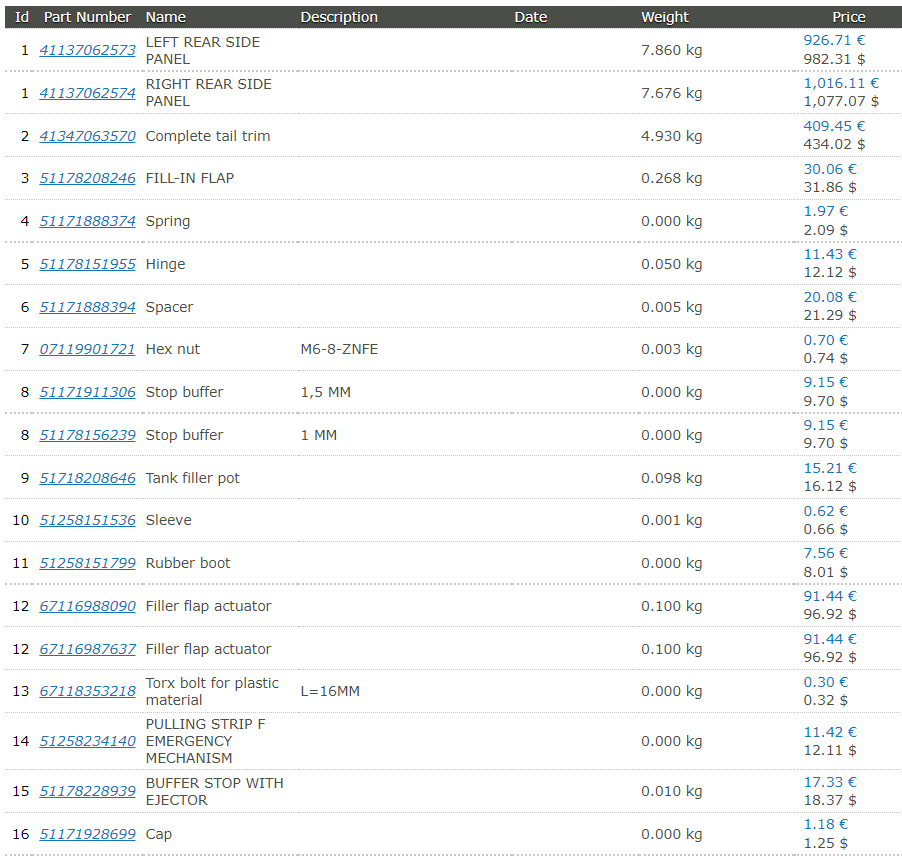 Id Part Number Name Description Date Weight Price
1 41137062573 LEFT REAR SIDE PANEL 7.860 kg 926.71 €
982.31 $
1 41137062574 RIGHT REAR SIDE PANEL 7.676 kg 1,016.11 €
1,077.07 $
2 41347063570 Complete tail trim 4.930 kg 409.45 €
434.02 $
3 51178208246 FILL-IN FLAP 0.268 kg 30.06 €
31.86 $
4 51171888374 Spring 0.000 kg 1.97 €
2.09 $
5 51178151955 Hinge 0.050 kg 11.43 €
12.12 $
6 51171888394 Spacer 0.005 kg 20.08 €
21.29 $
7 07119901721 Hex nut M6-8-ZNFE 0.003 kg 0.70 €
0.74 $
8 51171911306 Stop buffer 1,5 MM 0.000 kg 9.15 €
9.70 $
8 51178156239 Stop buffer 1 MM 0.000 kg 9.15 €
9.70 $
9 51718208646 Tank filler pot 0.098 kg 15.21 €
16.12 $
10 51258151536 Sleeve 0.001 kg 0.62 €
0.66 $
11 51258151799 Rubber boot 0.000 kg 7.56 €
8.01 $
12 67116988090 Filler flap actuator 0.100 kg 91.44 €
96.92 $
12 67116987637 Filler flap actuator 0.100 kg 91.44 €
96.92 $
13 67118353218 Torx bolt for plastic material L=16MM 0.000 kg 0.30 €
0.32 $
14 51258234140 PULLING STRIP F EMERGENCY MECHANISM 0.000 kg 11.42 €
12.11 $
15 51178228939 BUFFER STOP WITH EJECTOR 0.010 kg 17.33 €
18.37 $
16 51171928699 Cap 0.000 kg 1.18 €
1.25 $